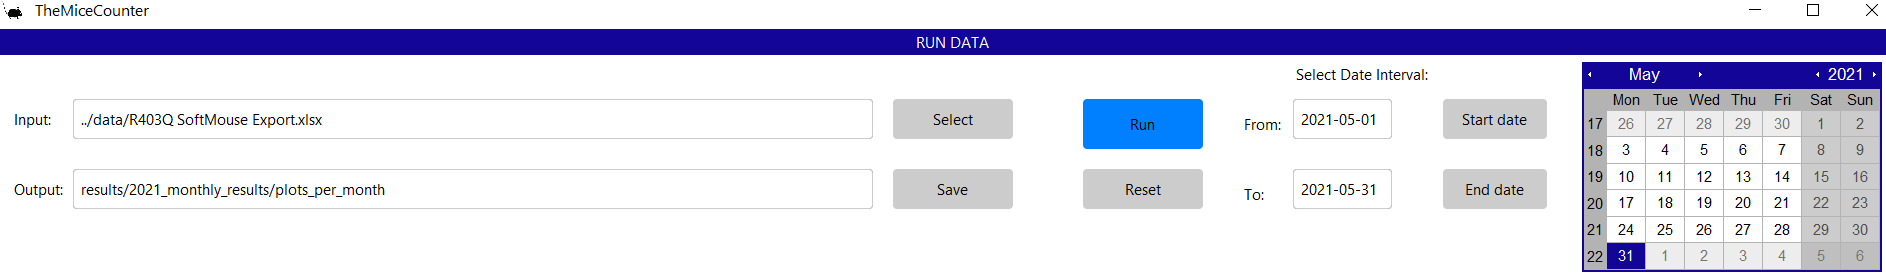 TheMiceCounter
RUN DATA
Select Date Interval:
Input: ../data/R403Q SoftMouse Export.xlsx Select Run From: 2021-05-01 Start date
Output: results/2021_monthly_results/plots_per_month Save Reset To: 2021-05-31 End date
May 2021
Mon Tue Wed Thu Fri Sat Sun
17 26 27 28 29 30 1 2
18 3 4 5 6 7 8 9
19 10 11 12 13 14 15 16
20 17 18 19 20 21 22 23
21 24 25 26 27 28 29 30
22 31 1 2 3 4 5 6